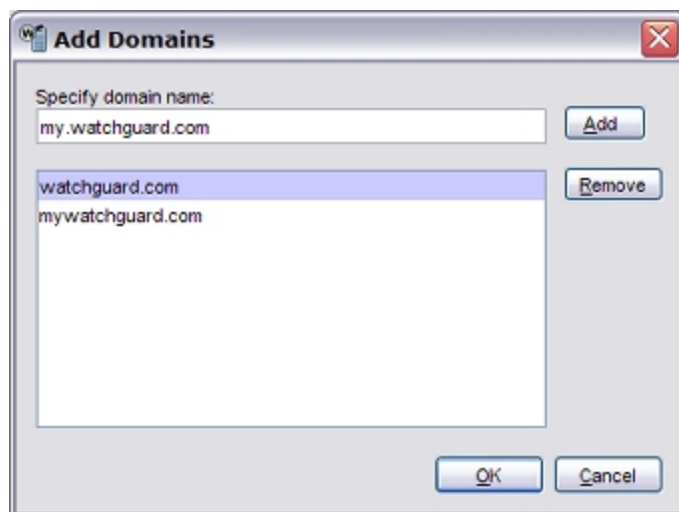 Add Domains
Specify domain name:
my.watchguard.com
Add
watchguard.com
Remove
mywatchguard.com
OK
Cancel